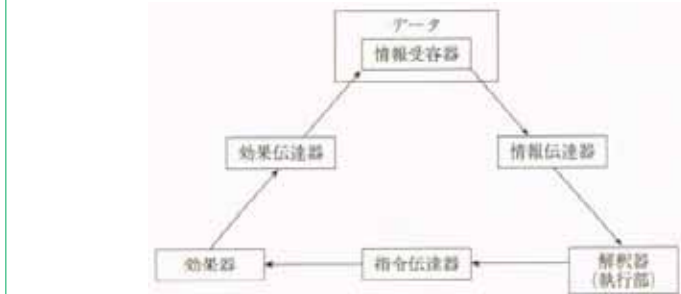 データ
情報受容器
効果伝達器
情報伝達器
効果器
指令伝達器
解釈器
(執行部)